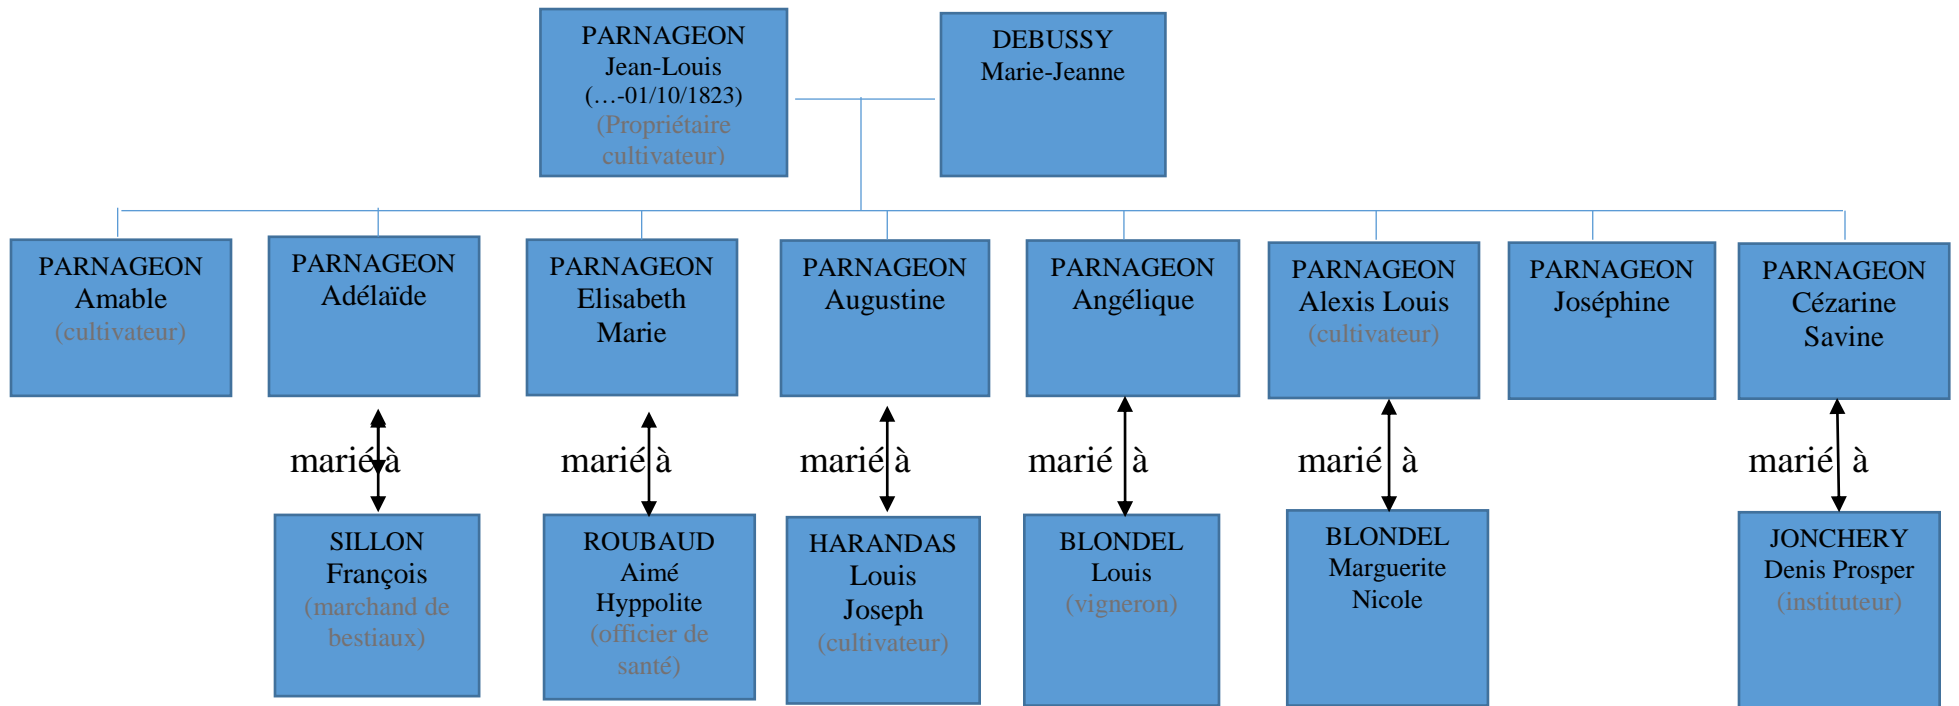 PARNAGEON
Jean-Louis
(…-01/10/1823)
(Propriétaire
cultivateur)
DEBUSSY
Marie-Jeanne
PARNAGEON
Amable
(cultivateur)
PARNAGEON
Adélaïde
PARNAGEON
Elisabeth
Marie
PARNAGEON
Augustine
PARNAGEON
Angélique
PARNAGEON
Alexis Louis
(cultivateur)
PARNAGEON
Joséphine
PARNAGEON
Cézarine
Savine
marié à
marié à
marié à
marié à
marié à
marié à
SILLON
François
(marchand de
bestiaux)
ROUBAUD
Aimé
Hyppolite
(officier de
santé)
HARANDAS
Louis
Joseph
(cultivateur)
BLONDEL
Louis
(vigneron)
BLONDEL
Marguerite
Nicole
JONCHERY
Denis Prosper
(instituteur)